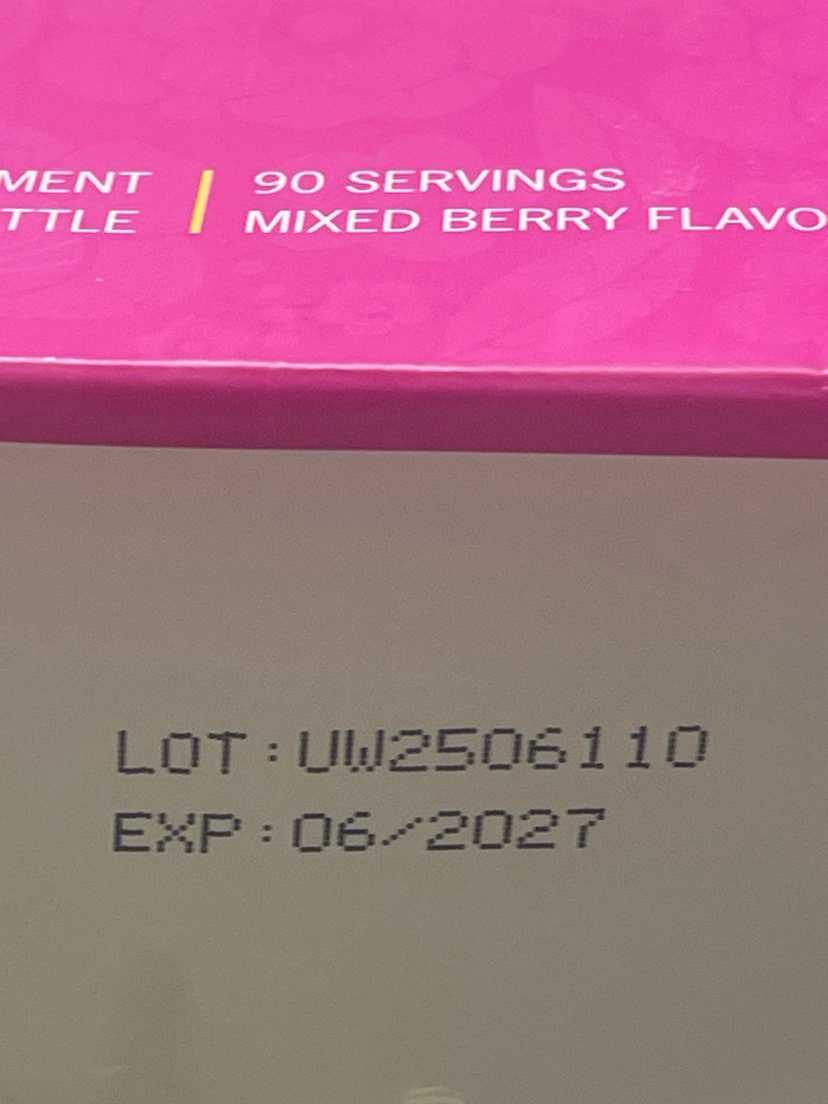 MENT | 90 SERVINGS
TTLE | MIXED BERRY FLAVO
LOT:UW2506110
EXP:06/2027